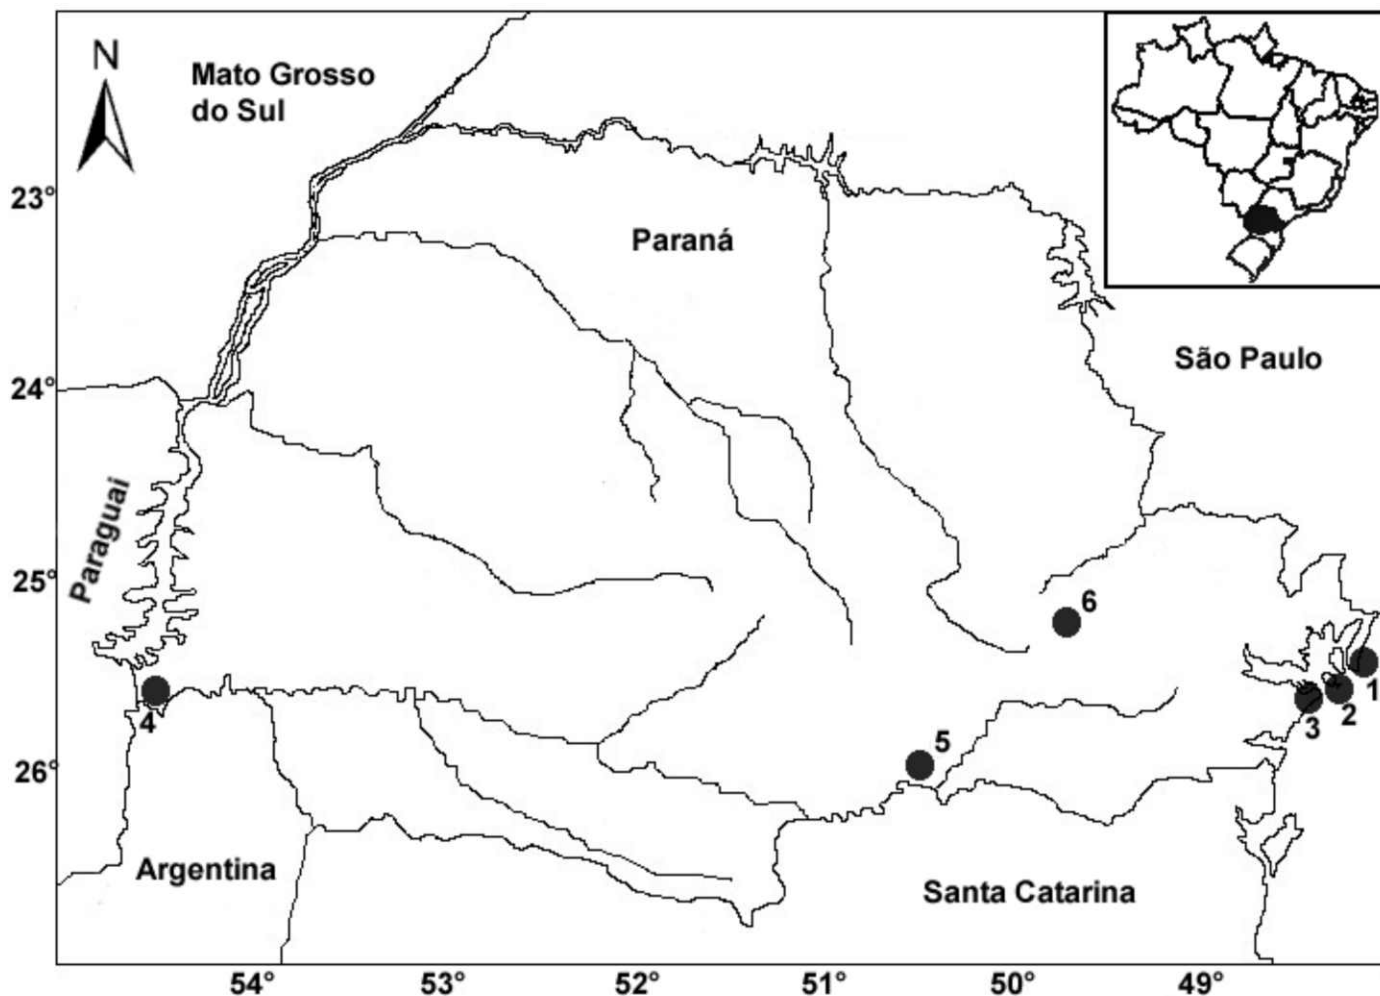 N
Mato Grosso
do Sul
23°
Paraná
São Paulo
24°
Paraguai
25°
6
1
2
3
4
5
26°
Argentina
Santa Catarina
54°
53°
52°
51°
50°
49°